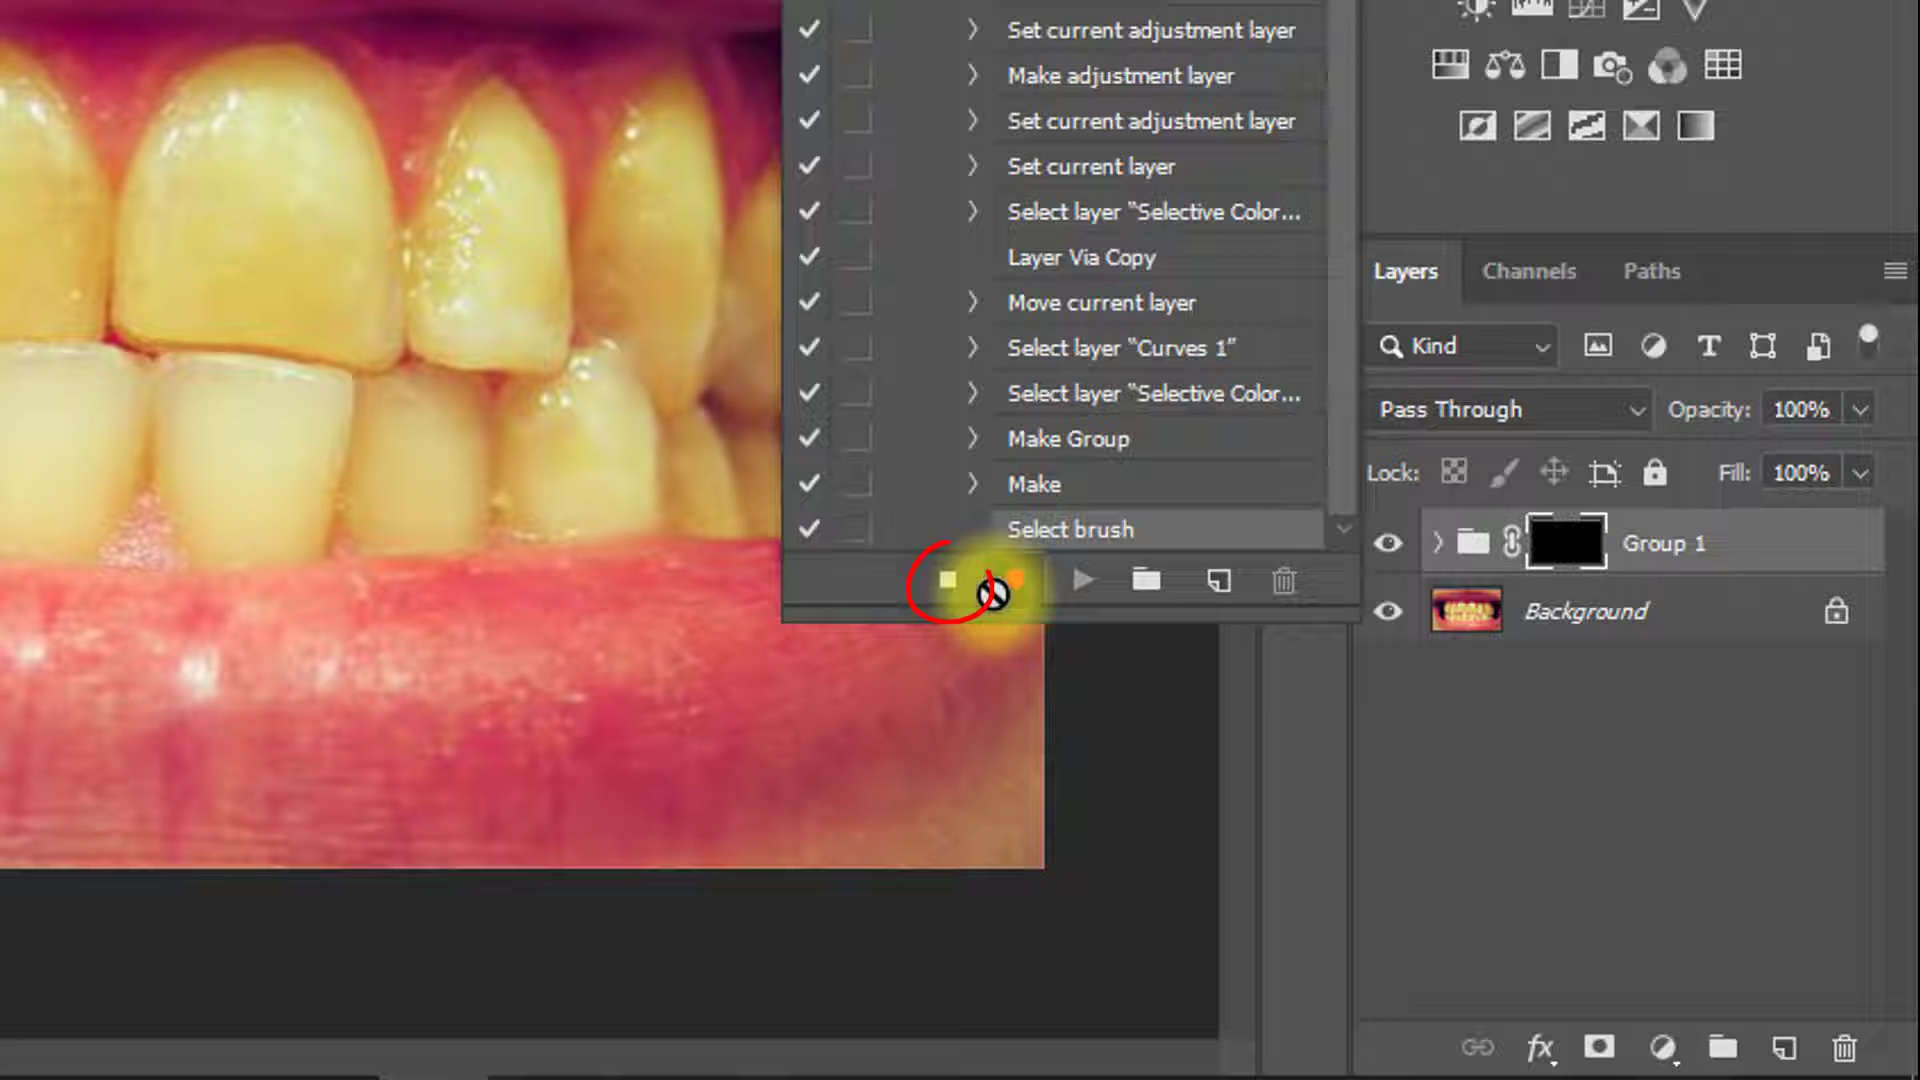 Set current adjustment layer
Make adjustment layer
Set current adjustment layer
Set current layer
Select layer "Selective Color...
Layer Via Copy
Move current layer
Select layer "Curves 1"
Select layer "Selective Color...
Make Group
Make
Select brush
Layers Channels Paths
Kind
Pass Through Opacity: 100%
Lock: Fill: 100%
Group 1
Background
fx